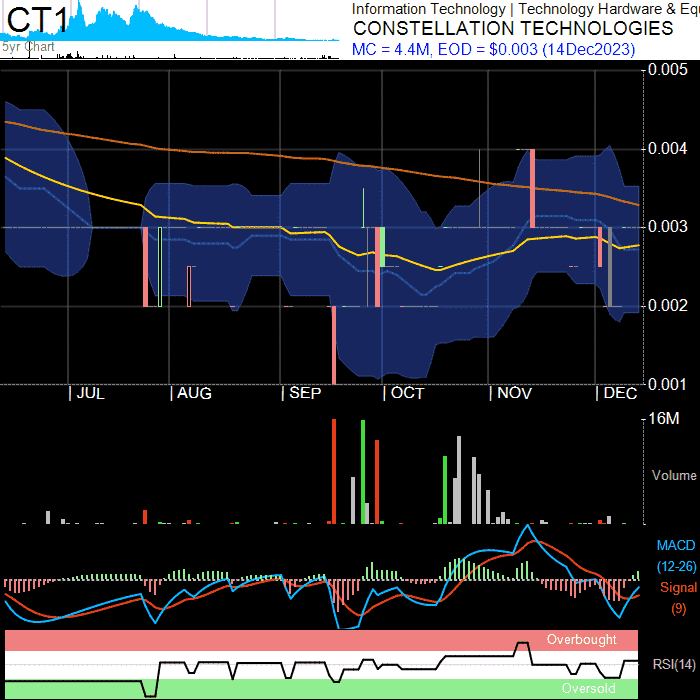 CT1
5yr Chart
Information Technology | Technology Hardware & Equ
CONSTELLATION TECHNOLOGIES
MC = 4.4M, EOD = $0.003 (14Dec2023)
0.005
0.004
0.003
0.002
0.001
| JUL | AUG | SEP | OCT | NOV | DEC
16M
Volume
MACD
(12-26)
Signal
(9)
Overbought
RSI(14)
Oversold